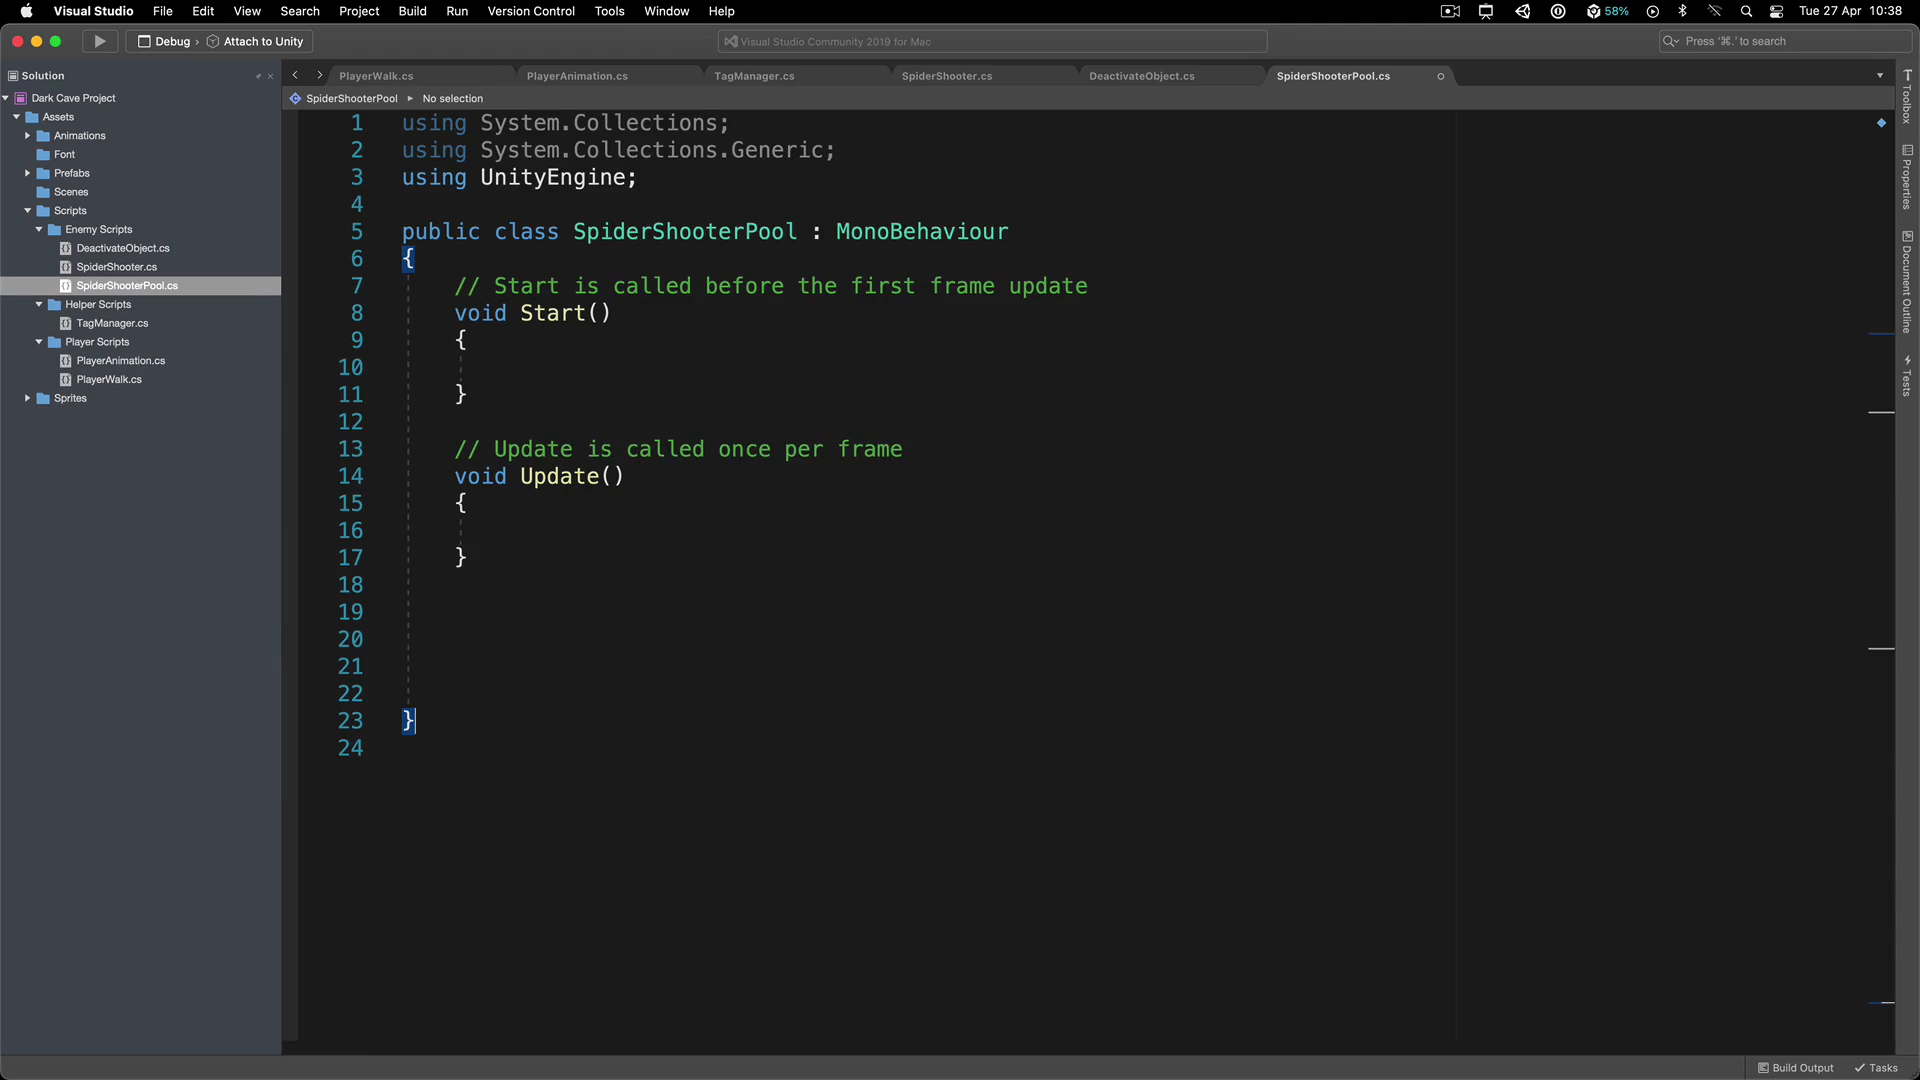 Visual Studio File Edit View Search Project Build Run Version Control Tools Window Help 58% Tue 27 Apr 10:38
Debug › Attach to Unity Visual Studio Community 2019 for Mac Press '⌘.' to search
Solution
Dark Cave Project
Assets
Animations
Font
Prefabs
Scenes
Scripts
Enemy Scripts
DeactivateObject.cs
SpiderShooter.cs
SpiderShooterPool.cs
Helper Scripts
TagManager.cs
Player Scripts
PlayerAnimation.cs
PlayerWalk.cs
Sprites
PlayerWalk.cs PlayerAnimation.cs TagManager.cs SpiderShooter.cs DeactivateObject.cs SpiderShooterPool.cs
SpiderShooterPool No selection
1 using System.Collections;
2 using System.Collections.Generic;
3 using UnityEngine;
4
5 public class SpiderShooterPool : MonoBehaviour
6 {
7 // Start is called before the first frame update
8 void Start()
9 {
10
11 }
12
13 // Update is called once per frame
14 void Update()
15 {
16
17 }
18
19
20
21
22
23 }
24
Toolbox
Properties
Document Outline
Tests
Build Output Tasks